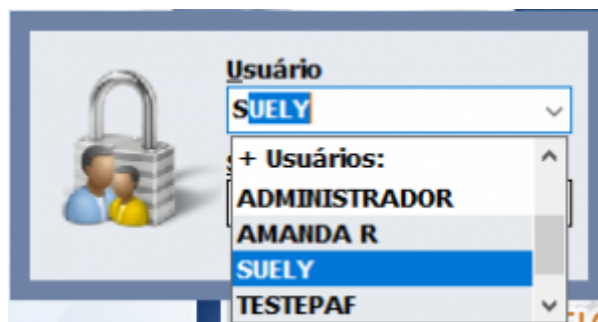 Usuário
SUELY
+ Usuários:
ADMINISTRADOR
AMANDA R
SUELY
TESTEPAF